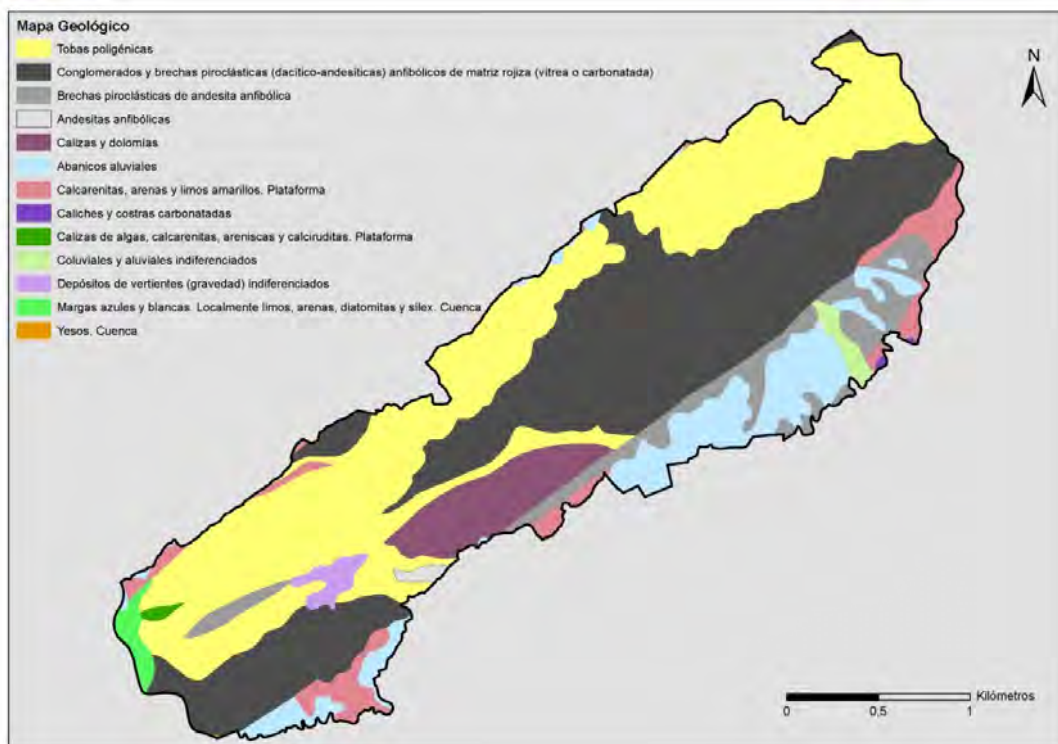 Mapa Geológico
Tobas poligénicas
Conglomerados y brechas piroclásticas (dacítico-andesíticas) anfibólicos de matriz rojiza (vítrea o carbonatada)
Brechas piroclásticas de andesita anfibólica
Andesitas anfibólicas
Calizas y dolomías
Abanicos aluviales
Calcarenitas, arenas y limos amarillos. Plataforma
Caliches y costras carbonatadas
Calizas de algas, calcarenitas, areniscas y calciruditas. Plataforma
Coluviales y aluviales indiferenciados
Depósitos de vertientes (gravedad) indiferenciados
Margas azules y blancas. Localmente limos, arenas, diatomitas y sílex. Cuenca
Yesos. Cuenca
N
Kilómetros
0 0,5 1